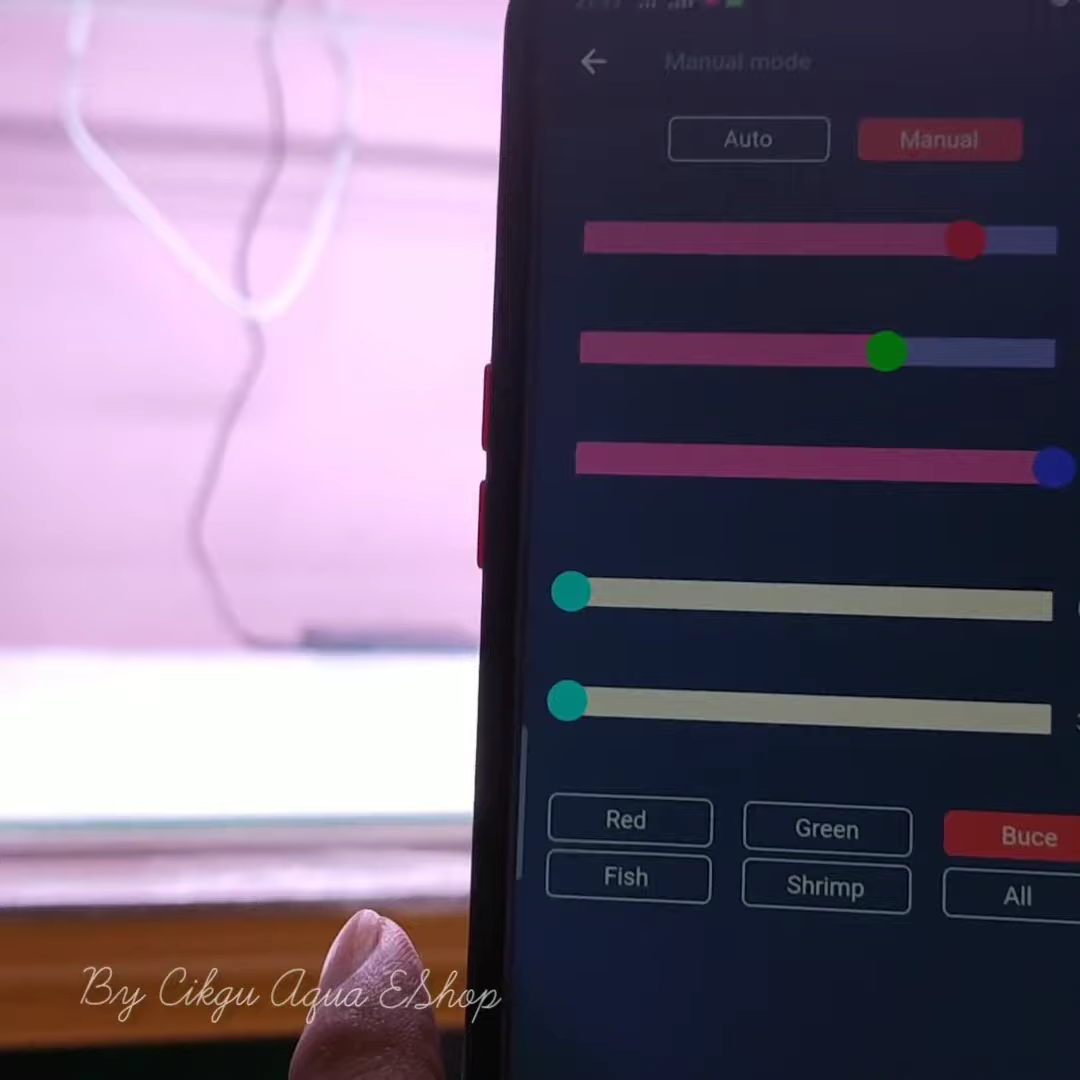 Manual mode
Auto Manual
Red Green Buce
Fish Shrimp All
By Cikgu Aqua EShop